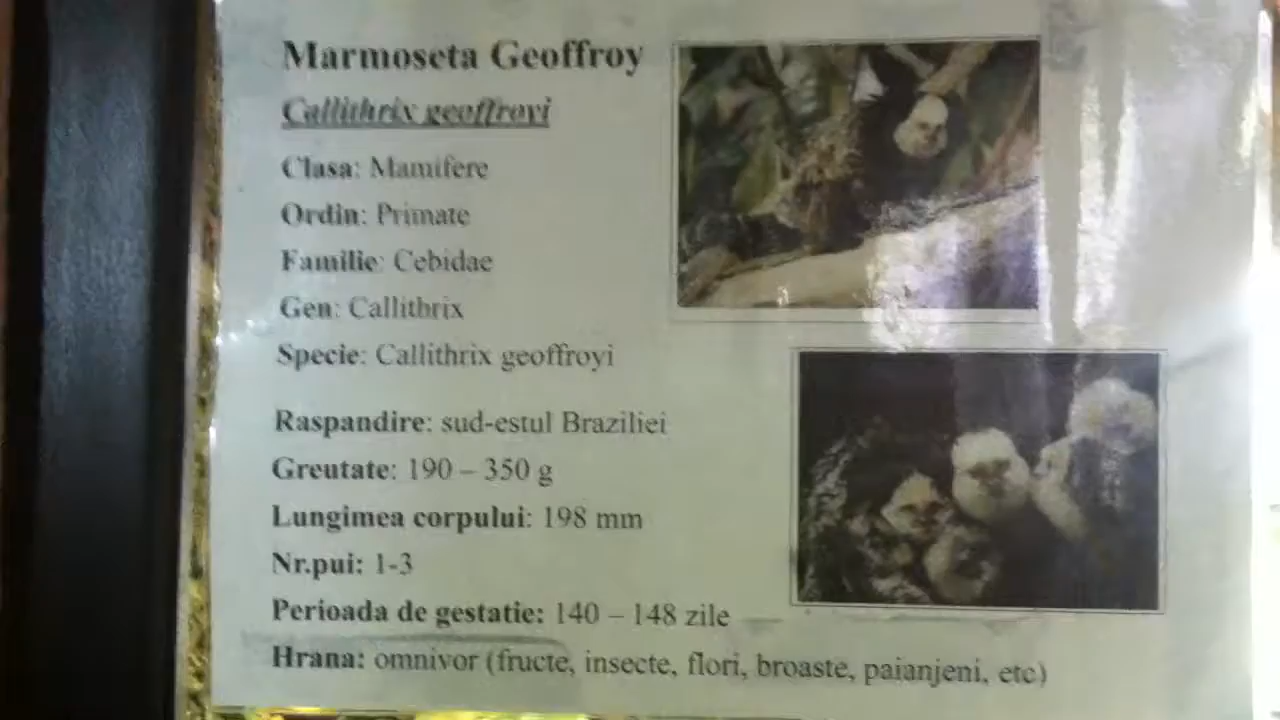 Marmoseta Geoffroy
Callithrix geoffroyi
Clasa: Mamifere
Ordin: Primate
Familie: Cebidae
Gen: Callithrix
Specie: Callithrix geoffroyi
Raspandire: sud-estul Braziliei
Greutate: 190 – 350 g
Lungimea corpului: 198 mm
Nr.pui: 1-3
Perioada de gestatie: 140 – 148 zile
Hrana: omnivor (fructe, insecte, flori, broaste, paianjeni, etc)